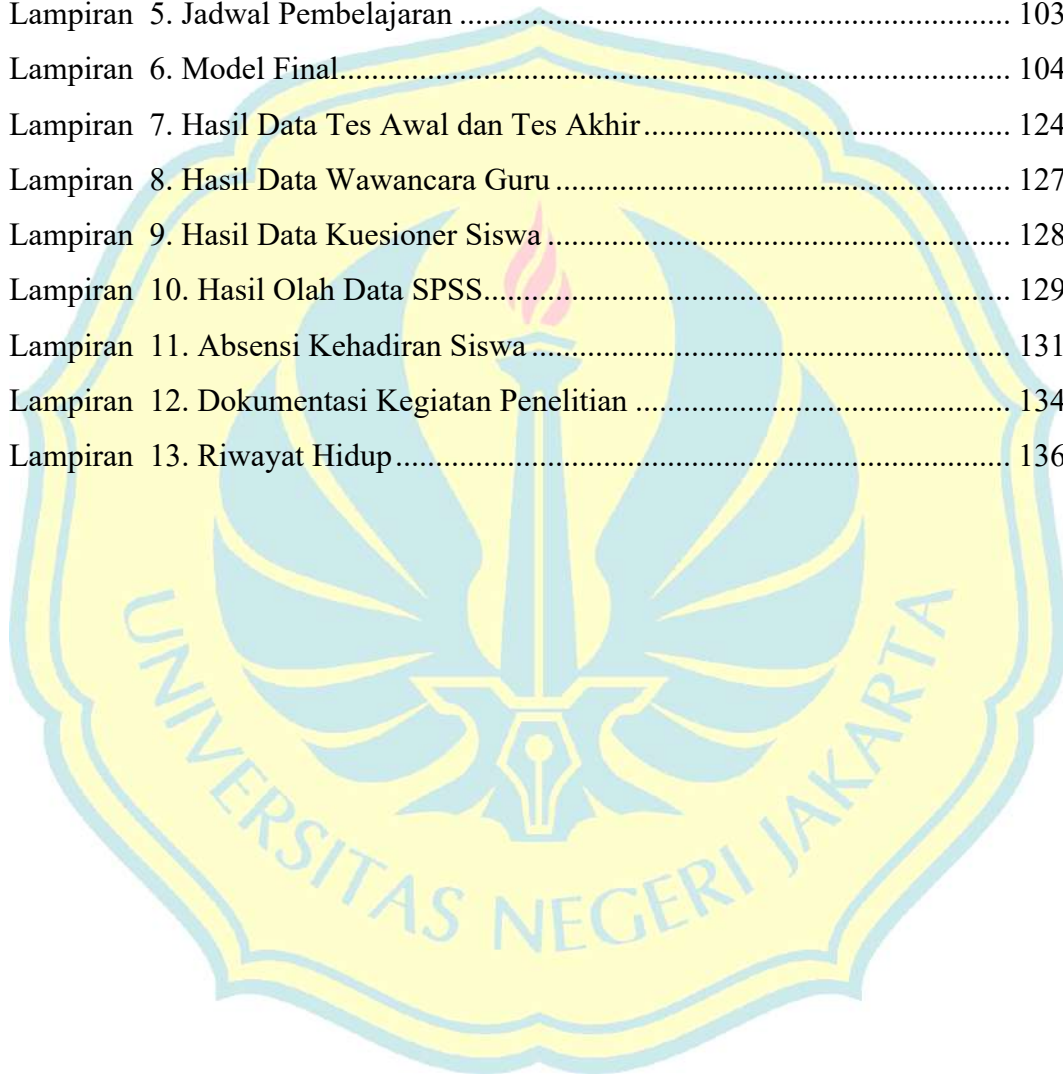 Lampiran  5. Jadwal Pembelajaran ........................................................................... 103
Lampiran  6. Model Final............................................................................................ 104
Lampiran  7. Hasil Data Tes Awal dan Tes Akhir................................................... 124
Lampiran  8. Hasil Data Wawancara Guru ............................................................... 127
Lampiran  9. Hasil Data Kuesioner Siswa ................................................................ 128
Lampiran  10. Hasil Olah Data SPSS......................................................................... 129
Lampiran  11. Absensi Kehadiran Siswa .................................................................. 131
Lampiran  12. Dokumentasi Kegiatan Penelitian ..................................................... 134
Lampiran  13. Riwayat Hidup..................................................................................... 136
UNIVERSITAS NEGERI JAKARTA